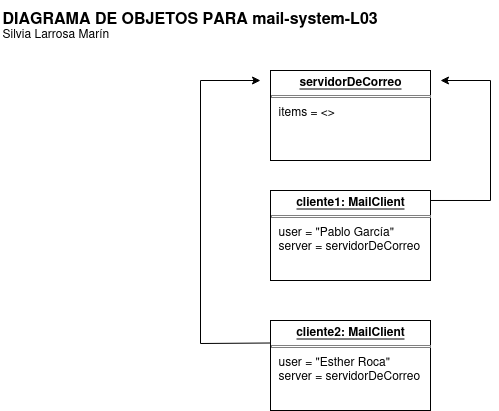 DIAGRAMA DE OBJETOS PARA mail-system-L03
Silvia Larrosa Marín
servidorDeCorreo
items = <>
cliente1: MailClient
user = "Pablo García"
server = servidorDeCorreo
cliente2: MailClient
user = "Esther Roca"
server = servidorDeCorreo